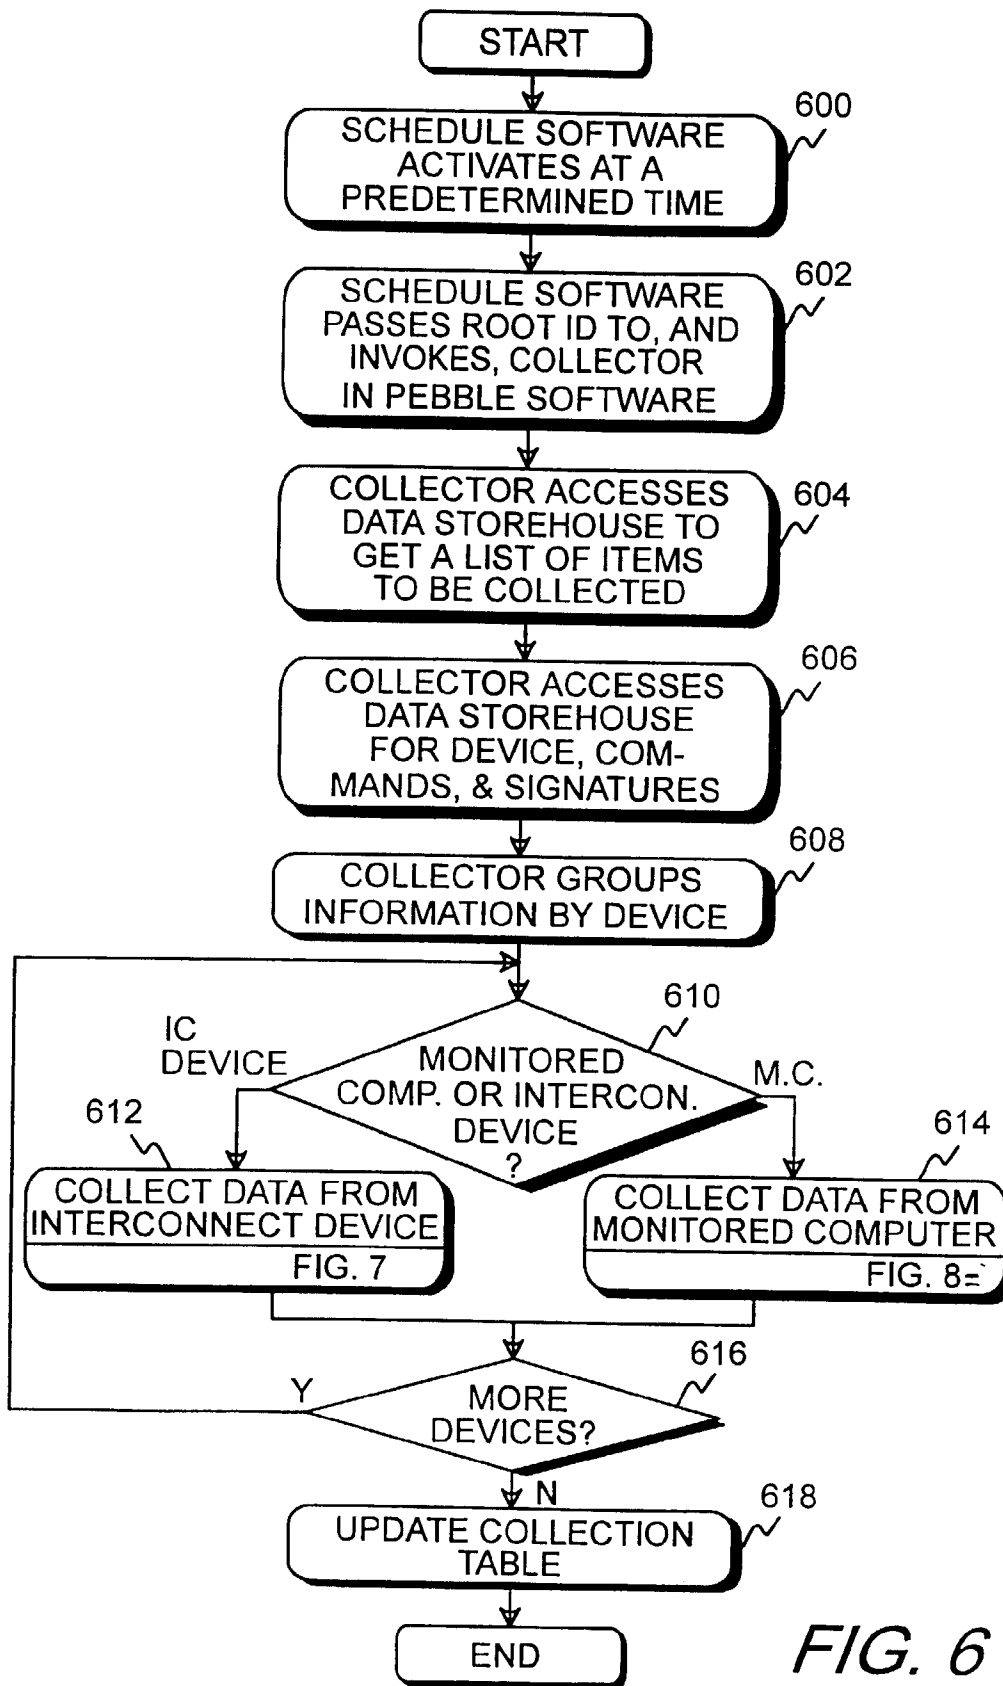 START
600
SCHEDULE SOFTWARE
ACTIVATES AT A
PREDETERMINED TIME
602
SCHEDULE SOFTWARE
PASSES ROOT ID TO, AND
INVOKES, COLLECTOR
IN PEBBLE SOFTWARE
604
COLLECTOR ACCESSES
DATA STOREHOUSE TO
GET A LIST OF ITEMS
TO BE COLLECTED
606
COLLECTOR ACCESSES
DATA STOREHOUSE
FOR DEVICE, COM-
MANDS, & SIGNATURES
608
COLLECTOR GROUPS
INFORMATION BY DEVICE
610
IC
DEVICE
MONITORED
COMP. OR INTERCON.
DEVICE
?
M.C.
612
COLLECT DATA FROM
INTERCONNECT DEVICE
FIG. 7
614
COLLECT DATA FROM
MONITORED COMPUTER
FIG. 8=
616
Y
MORE
DEVICES?
N
618
UPDATE COLLECTION
TABLE
END
FIG. 6